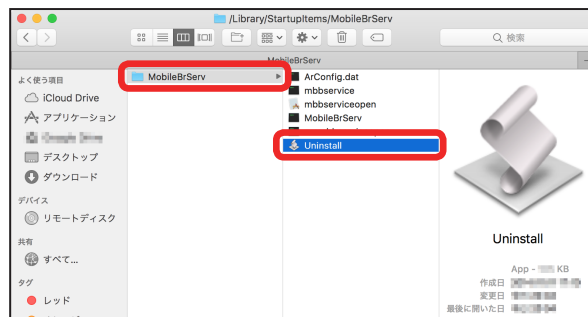 /Library/StartupItems/MobileBrServ
検索
MobileBrServ
よく使う項目
iCloud Drive
アプリケーション
デスクトップ
ダウンロード
デバイス
リモートディスク
共有
すべて...
タグ
レッド
MobileBrServ
ArConfig.dat
mbbservice
mbbserviceopen
MobileBrServ
Uninstall
Uninstall
App - KB
作成日
変更日
最後に開いた日